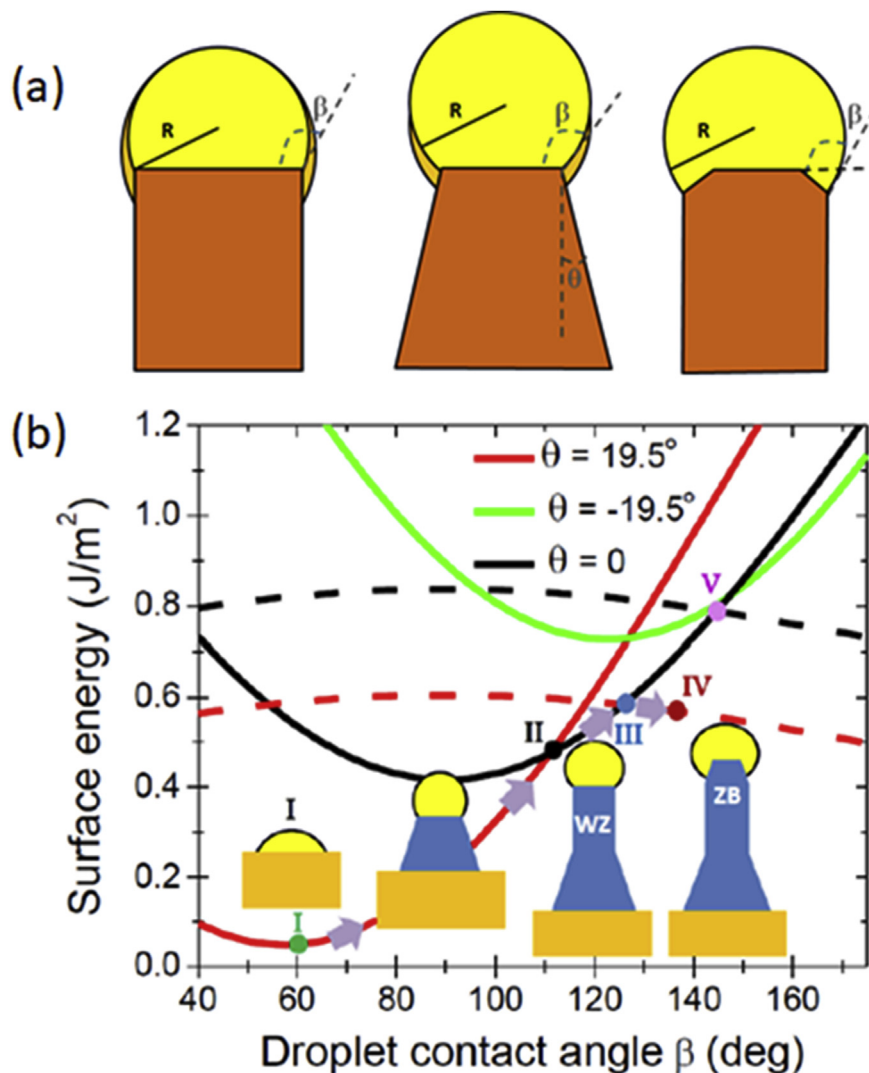 (a)
R
β
R
β
θ
R
β
(b)
θ = 19.5°
θ = -19.5°
θ = 0
Surface energy (J/m²)
1.2
1.0
0.8
0.6
0.4
0.2
0.0
V
IV
II
III
I
WZ
ZB
I
40 60 80 100 120 140 160
Droplet contact angle β (deg)